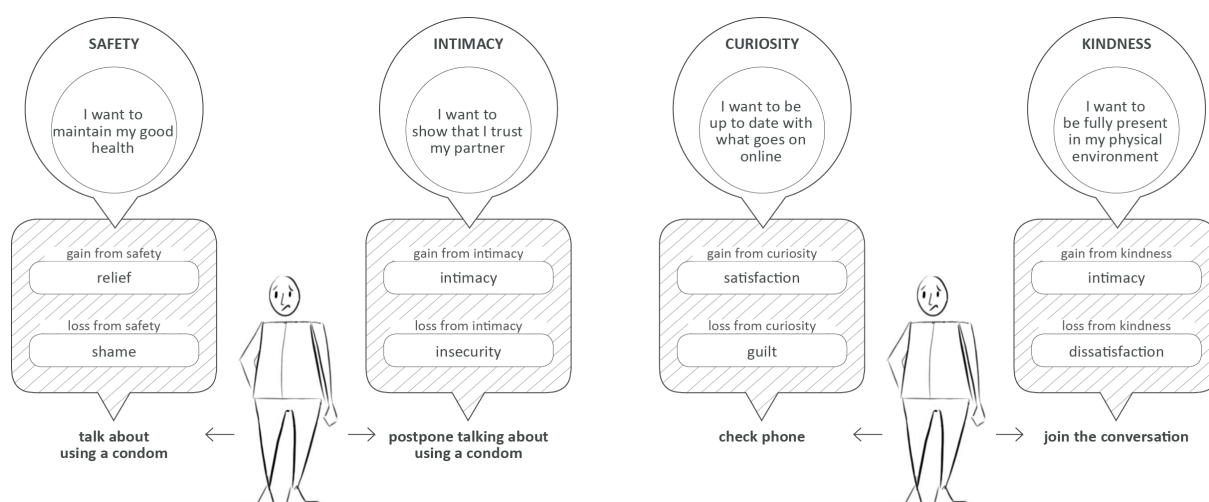 SAFETY
I want to
maintain my good
health
gain from safety
relief
loss from safety
shame
talk about
using a condom
INTIMACY
I want to
show that I trust
my partner
gain from intimacy
intimacy
loss from intimacy
insecurity
postpone talking about
using a condom
CURIOSITY
I want to be
up to date with
what goes on
online
gain from curiosity
satisfaction
loss from curiosity
guilt
check phone
KINDNESS
I want to
be fully present
in my physical
environment
gain from kindness
intimacy
loss from kindness
dissatisfaction
join the conversation